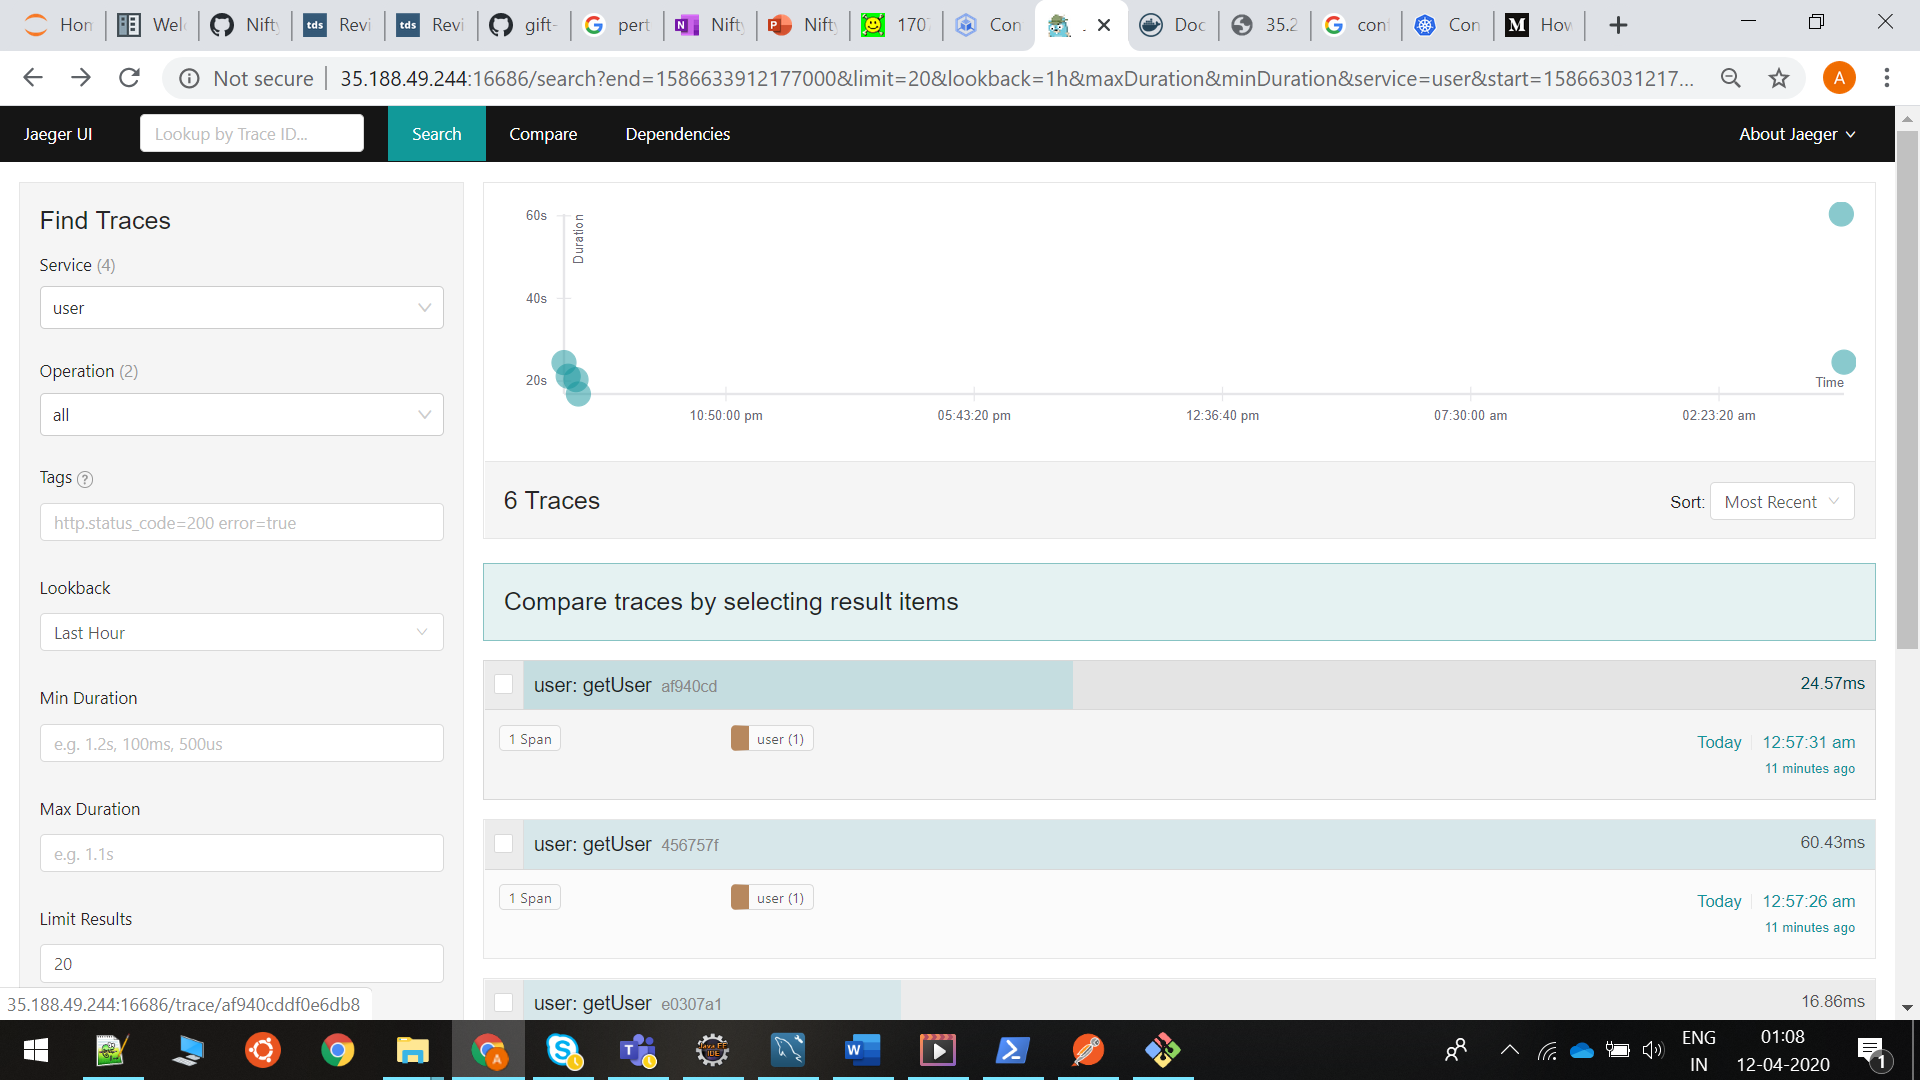 Hon
Wel
Nifty
tds Revi
tds Revi
gift-
pert
Nifty
Nifty
1707
Con
Doc
35.2
conf
Con
M How
Not secure
35.188.49.244:16686/search?end=1586633912177000&limit=20&lookback=1h&maxDuration&minDuration&service=user&start=158663031217...
A
Jaeger UI
Lookup by Trace ID...
Search
Compare
Dependencies
About Jaeger
Find Traces
Service (4)
user
Operation (2)
all
Tags ?
http.status_code=200 error=true
Lookback
Last Hour
Min Duration
e.g. 1.2s, 100ms, 500us
Max Duration
e.g. 1.1s
Limit Results
20
35.188.49.244:16686/trace/af940cddf0e6db8
60s
Duration
40s
20s
Time
10:50:00 pm
05:43:20 pm
12:36:40 pm
07:30:00 am
02:23:20 am
6 Traces
Sort: Most Recent
Compare traces by selecting result items
user: getUser af940cd
24.57ms
1 Span
user (1)
Today 12:57:31 am
11 minutes ago
user: getUser 456757f
60.43ms
1 Span
user (1)
Today 12:57:26 am
11 minutes ago
user: getUser e0307a1
16.86ms
ENG
IN
01:08
12-04-2020
1